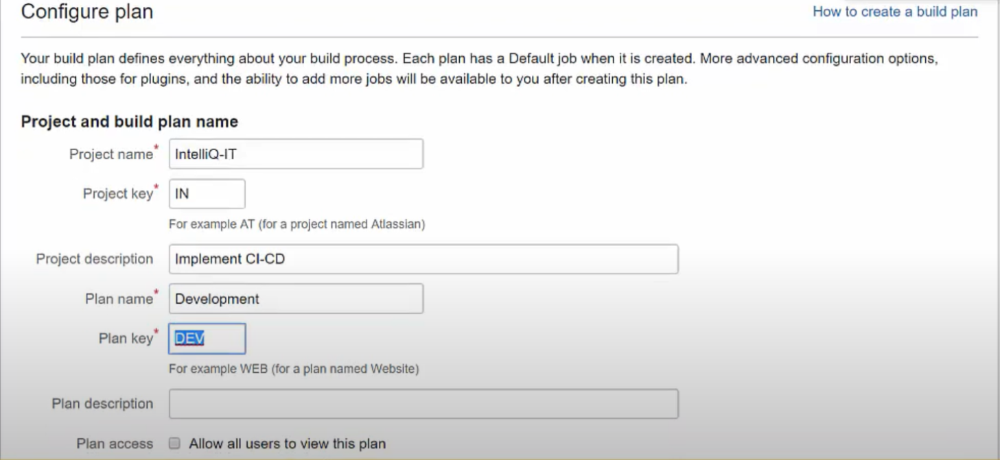 Configure plan
How to create a build plan
Your build plan defines everything about your build process. Each plan has a Default job when it is created. More advanced configuration options,
including those for plugins, and the ability to add more jobs will be available to you after creating this plan.
Project and build plan name
Project name* IntelliQ-IT
Project key* IN
For example AT (for a project named Atlassian)
Project description Implement CI-CD
Plan name* Development
Plan key* DEV
For example WEB (for a plan named Website)
Plan description
Plan access Allow all users to view this plan